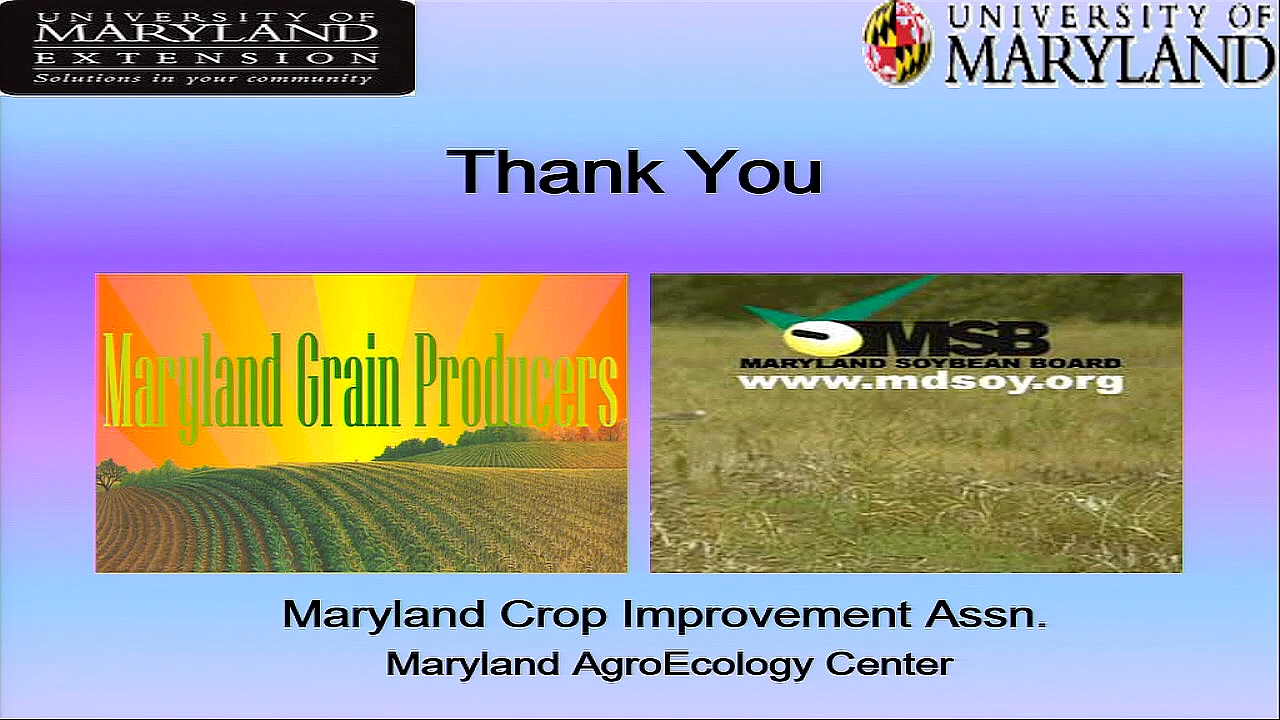 UNIVERSITY OF
MARYLAND
EXTENSION
Solutions in your community
UNIVERSITY OF
MARYLAND
Thank You
Maryland Grain Producers
MSB
MARYLAND SOYBEAN BOARD
www.mdsoy.org
Maryland Crop Improvement Assn.
Maryland AgroEcology Center